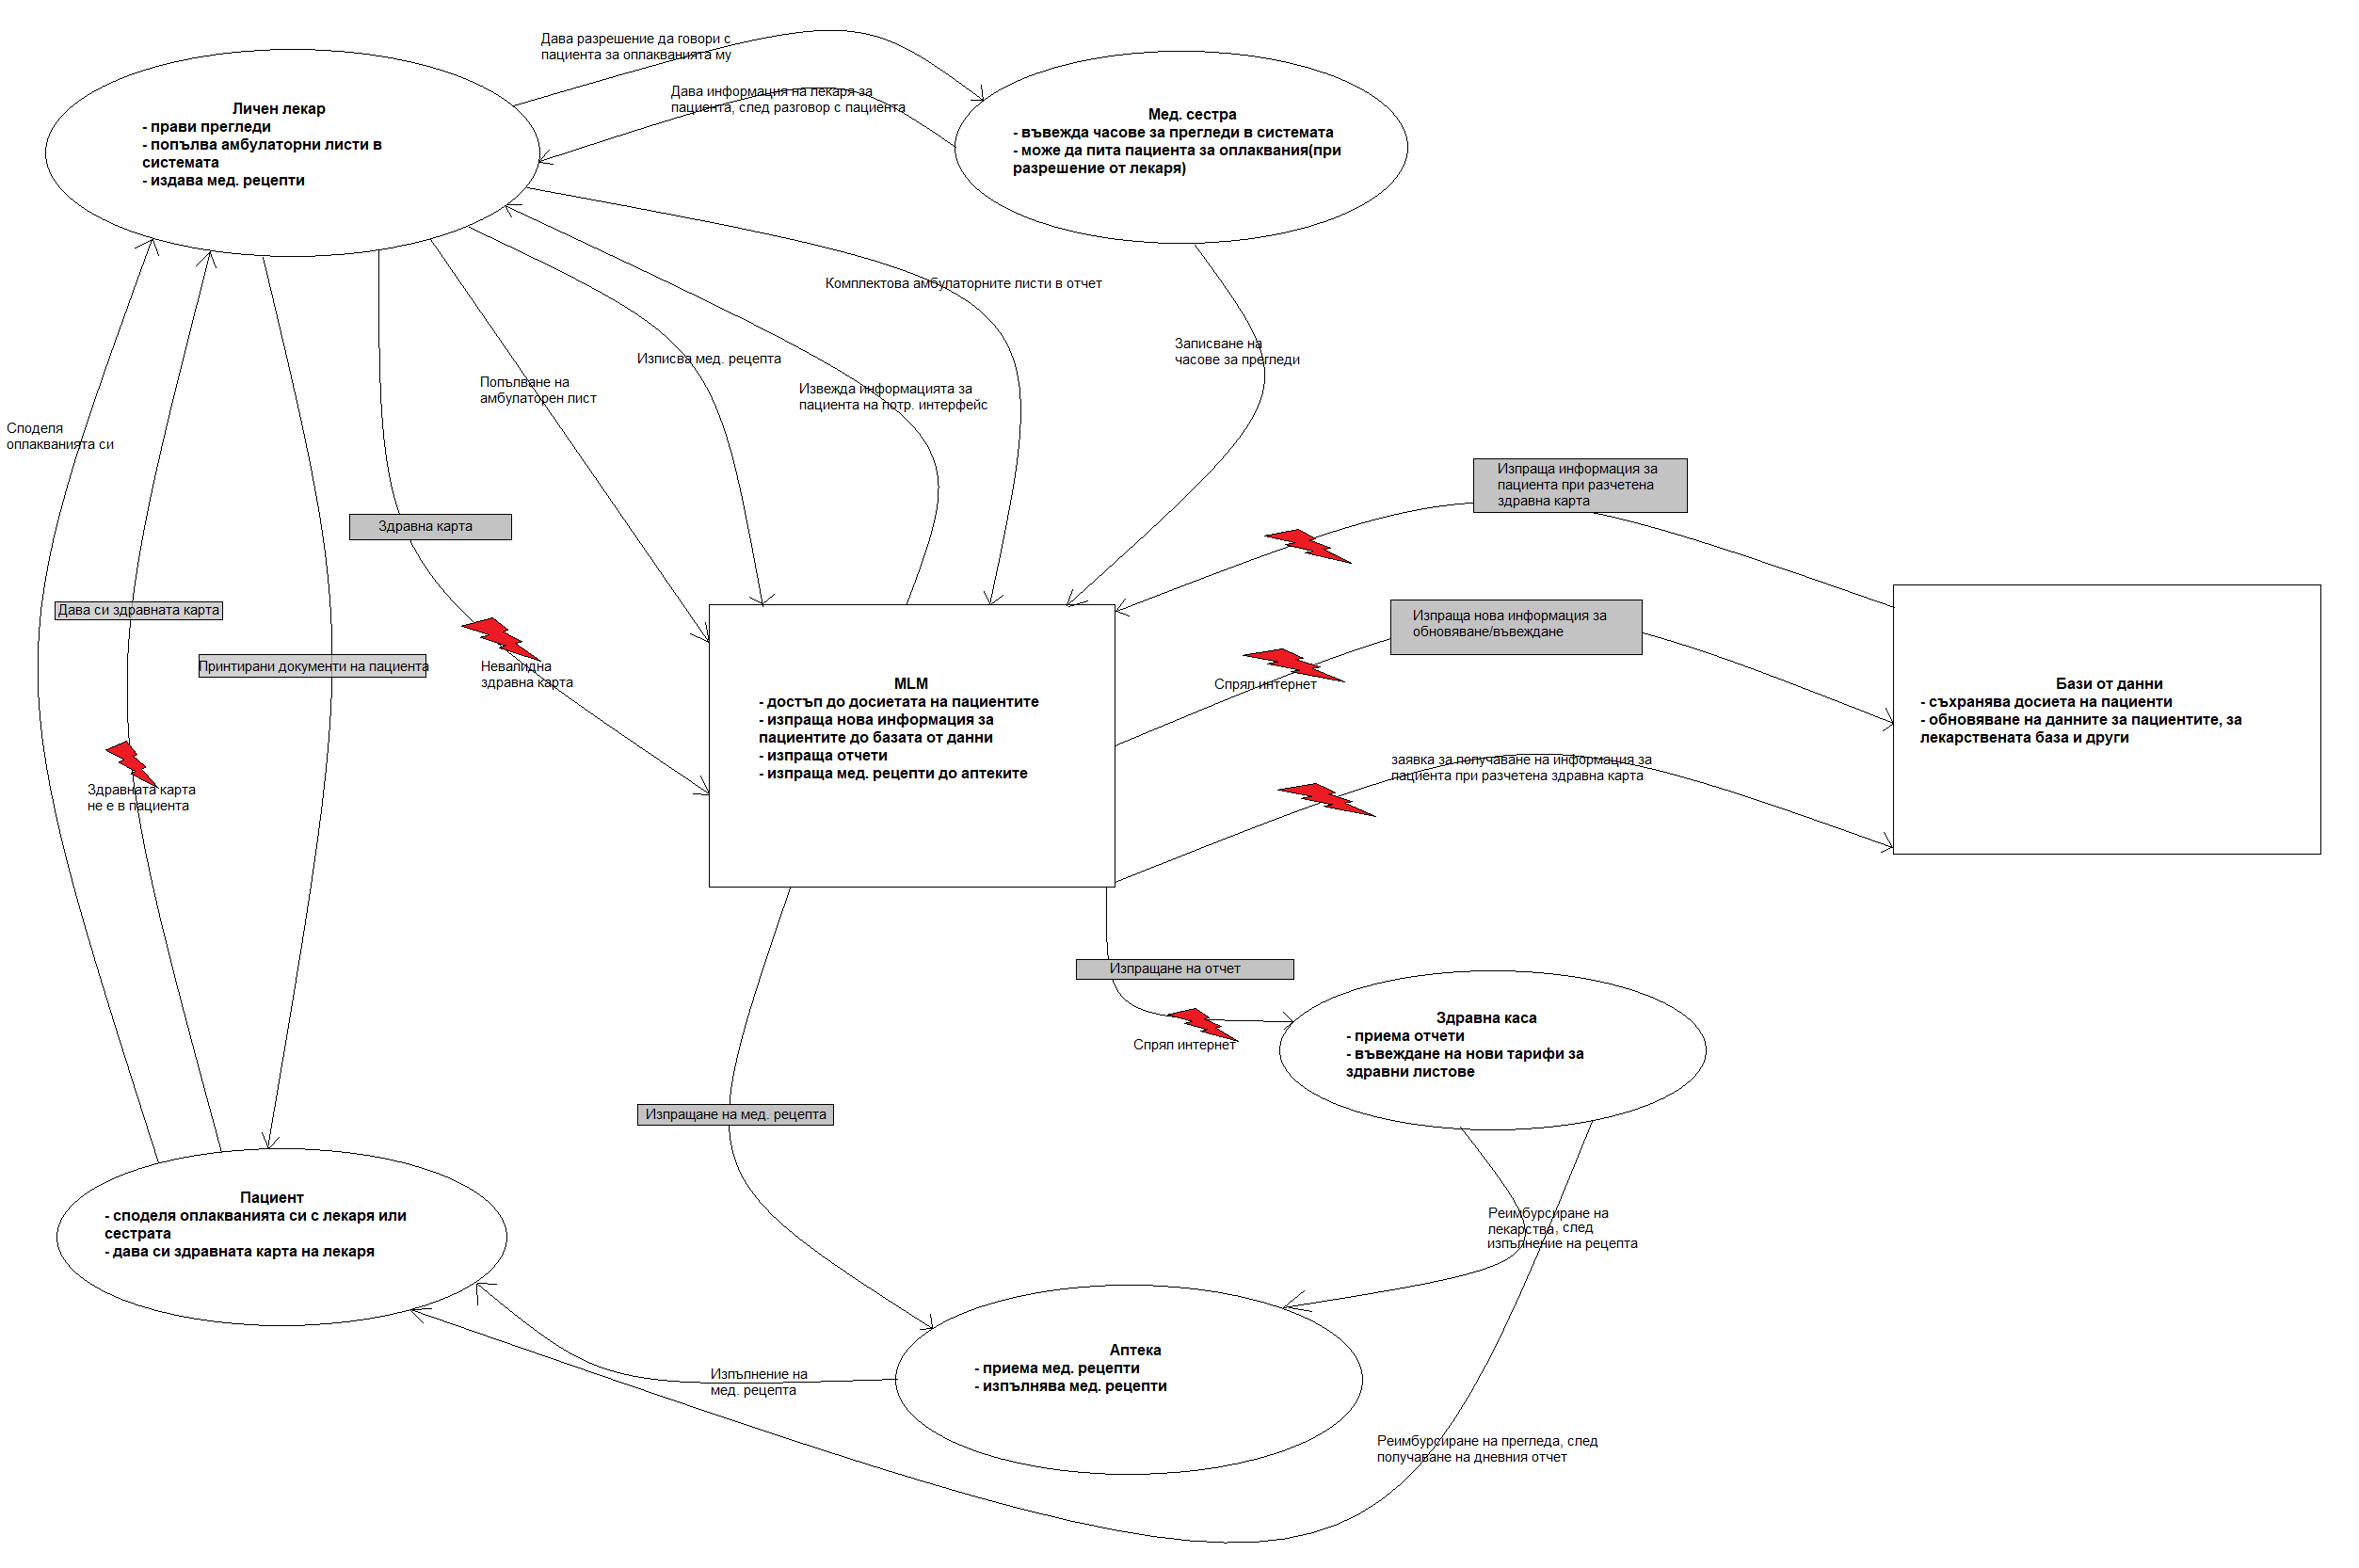 Дава разрешение да говори с
пациента за оплакванията му
Дава информация на лекаря за
пациента, след разговор с пациента
Личен лекар
- прави прегледи
- попълва амбулаторни листи в
системата
- издава мед. рецепти
Мед. сестра
- въвежда часове за прегледи в системата
- може да пита пациента за оплаквания(при
разрешение от лекаря)
Комплектова амбулаторните листи в отчет
Записване на
часове за прегледи
Изписва мед. рецепта
Попълване на
амбулаторен лист
Извежда информацията за
пациента на потр. интерфейс
Споделя
оплакванията си
Изпраща информация за
пациента при разчетена
здравна карта
Здравна карта
Дава си здравната карта
Изпраща нова информация за
обновяване/въвеждане
Принтирани документи на пациента
Невалидна
здравна карта
Спрял интернет
MLM
- достъп до досиетата на пациентите
- изпраща нова информация за
пациентите до базата от данни
- изпраща отчети
- изпраща мед. рецепти до аптеките
Бази от данни
- съхранява досиета на пациенти
- обновяване на данните за пациентите, за
лекарствената база и други
заявка за получаване на информация за
пациента при разчетена здравна карта
Здравната карта
не е в пациента
Изпращане на отчет
Спрял интернет
Здравна каса
- приема отчети
- въвеждане на нови тарифи за
здравни листове
Изпращане на мед. рецепта
Пациент
- споделя оплакванията си с лекаря или
сестрата
- дава си здравната карта на лекаря
Реимбурсиране на
лекарства, след
изпълнение на рецепта
Аптека
- приема мед. рецепти
- изпълнява мед. рецепти
Изпълнение на
мед. рецепта
Реимбурсиране на прегледа, след
получаване на дневния отчет